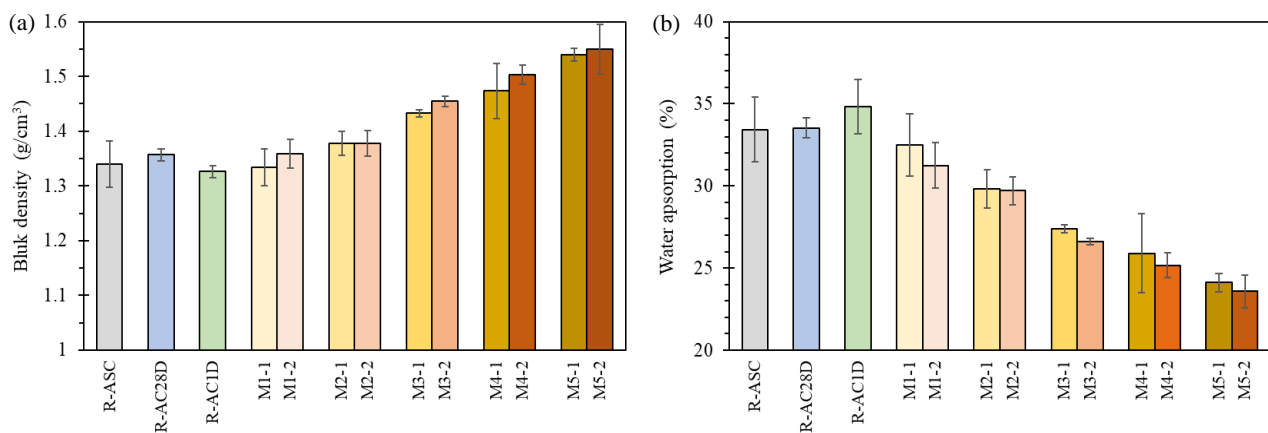 (a)
Bluk density (g/cm³)
1.6
1.5
1.4
1.3
1.2
1.1
1
R-ASC
R-AC28D
R-AC1D
M1-1
M1-2
M2-1
M2-2
M3-1
M3-2
M4-1
M4-2
M5-1
M5-2
(b)
Water apsorption (%)
40
35
30
25
20
R-ASC
R-AC28D
R-AC1D
M1-1
M1-2
M2-1
M2-2
M3-1
M3-2
M4-1
M4-2
M5-1
M5-2